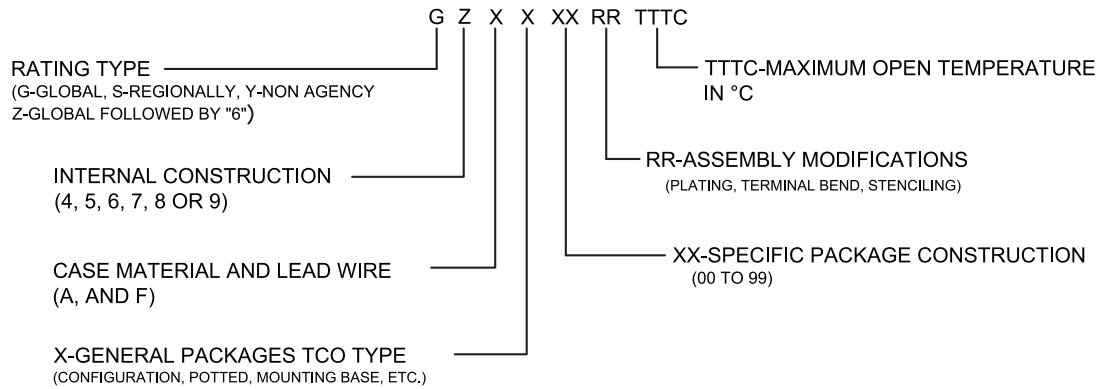 G Z X X XX RR TTTC
RATING TYPE
(G-GLOBAL, S-REGIONALLY, Y-NON AGENCY
Z-GLOBAL FOLLOWED BY "6")
TTTC-MAXIMUM OPEN TEMPERATURE
IN °C
INTERNAL CONSTRUCTION
(4, 5, 6, 7, 8 OR 9)
RR-ASSEMBLY MODIFICATIONS
(PLATING, TERMINAL BEND, STENCILING)
CASE MATERIAL AND LEAD WIRE
(A, AND F)
XX-SPECIFIC PACKAGE CONSTRUCTION
(00 TO 99)
X-GENERAL PACKAGES TCO TYPE
(CONFIGURATION, POTTED, MOUNTING BASE, ETC.)